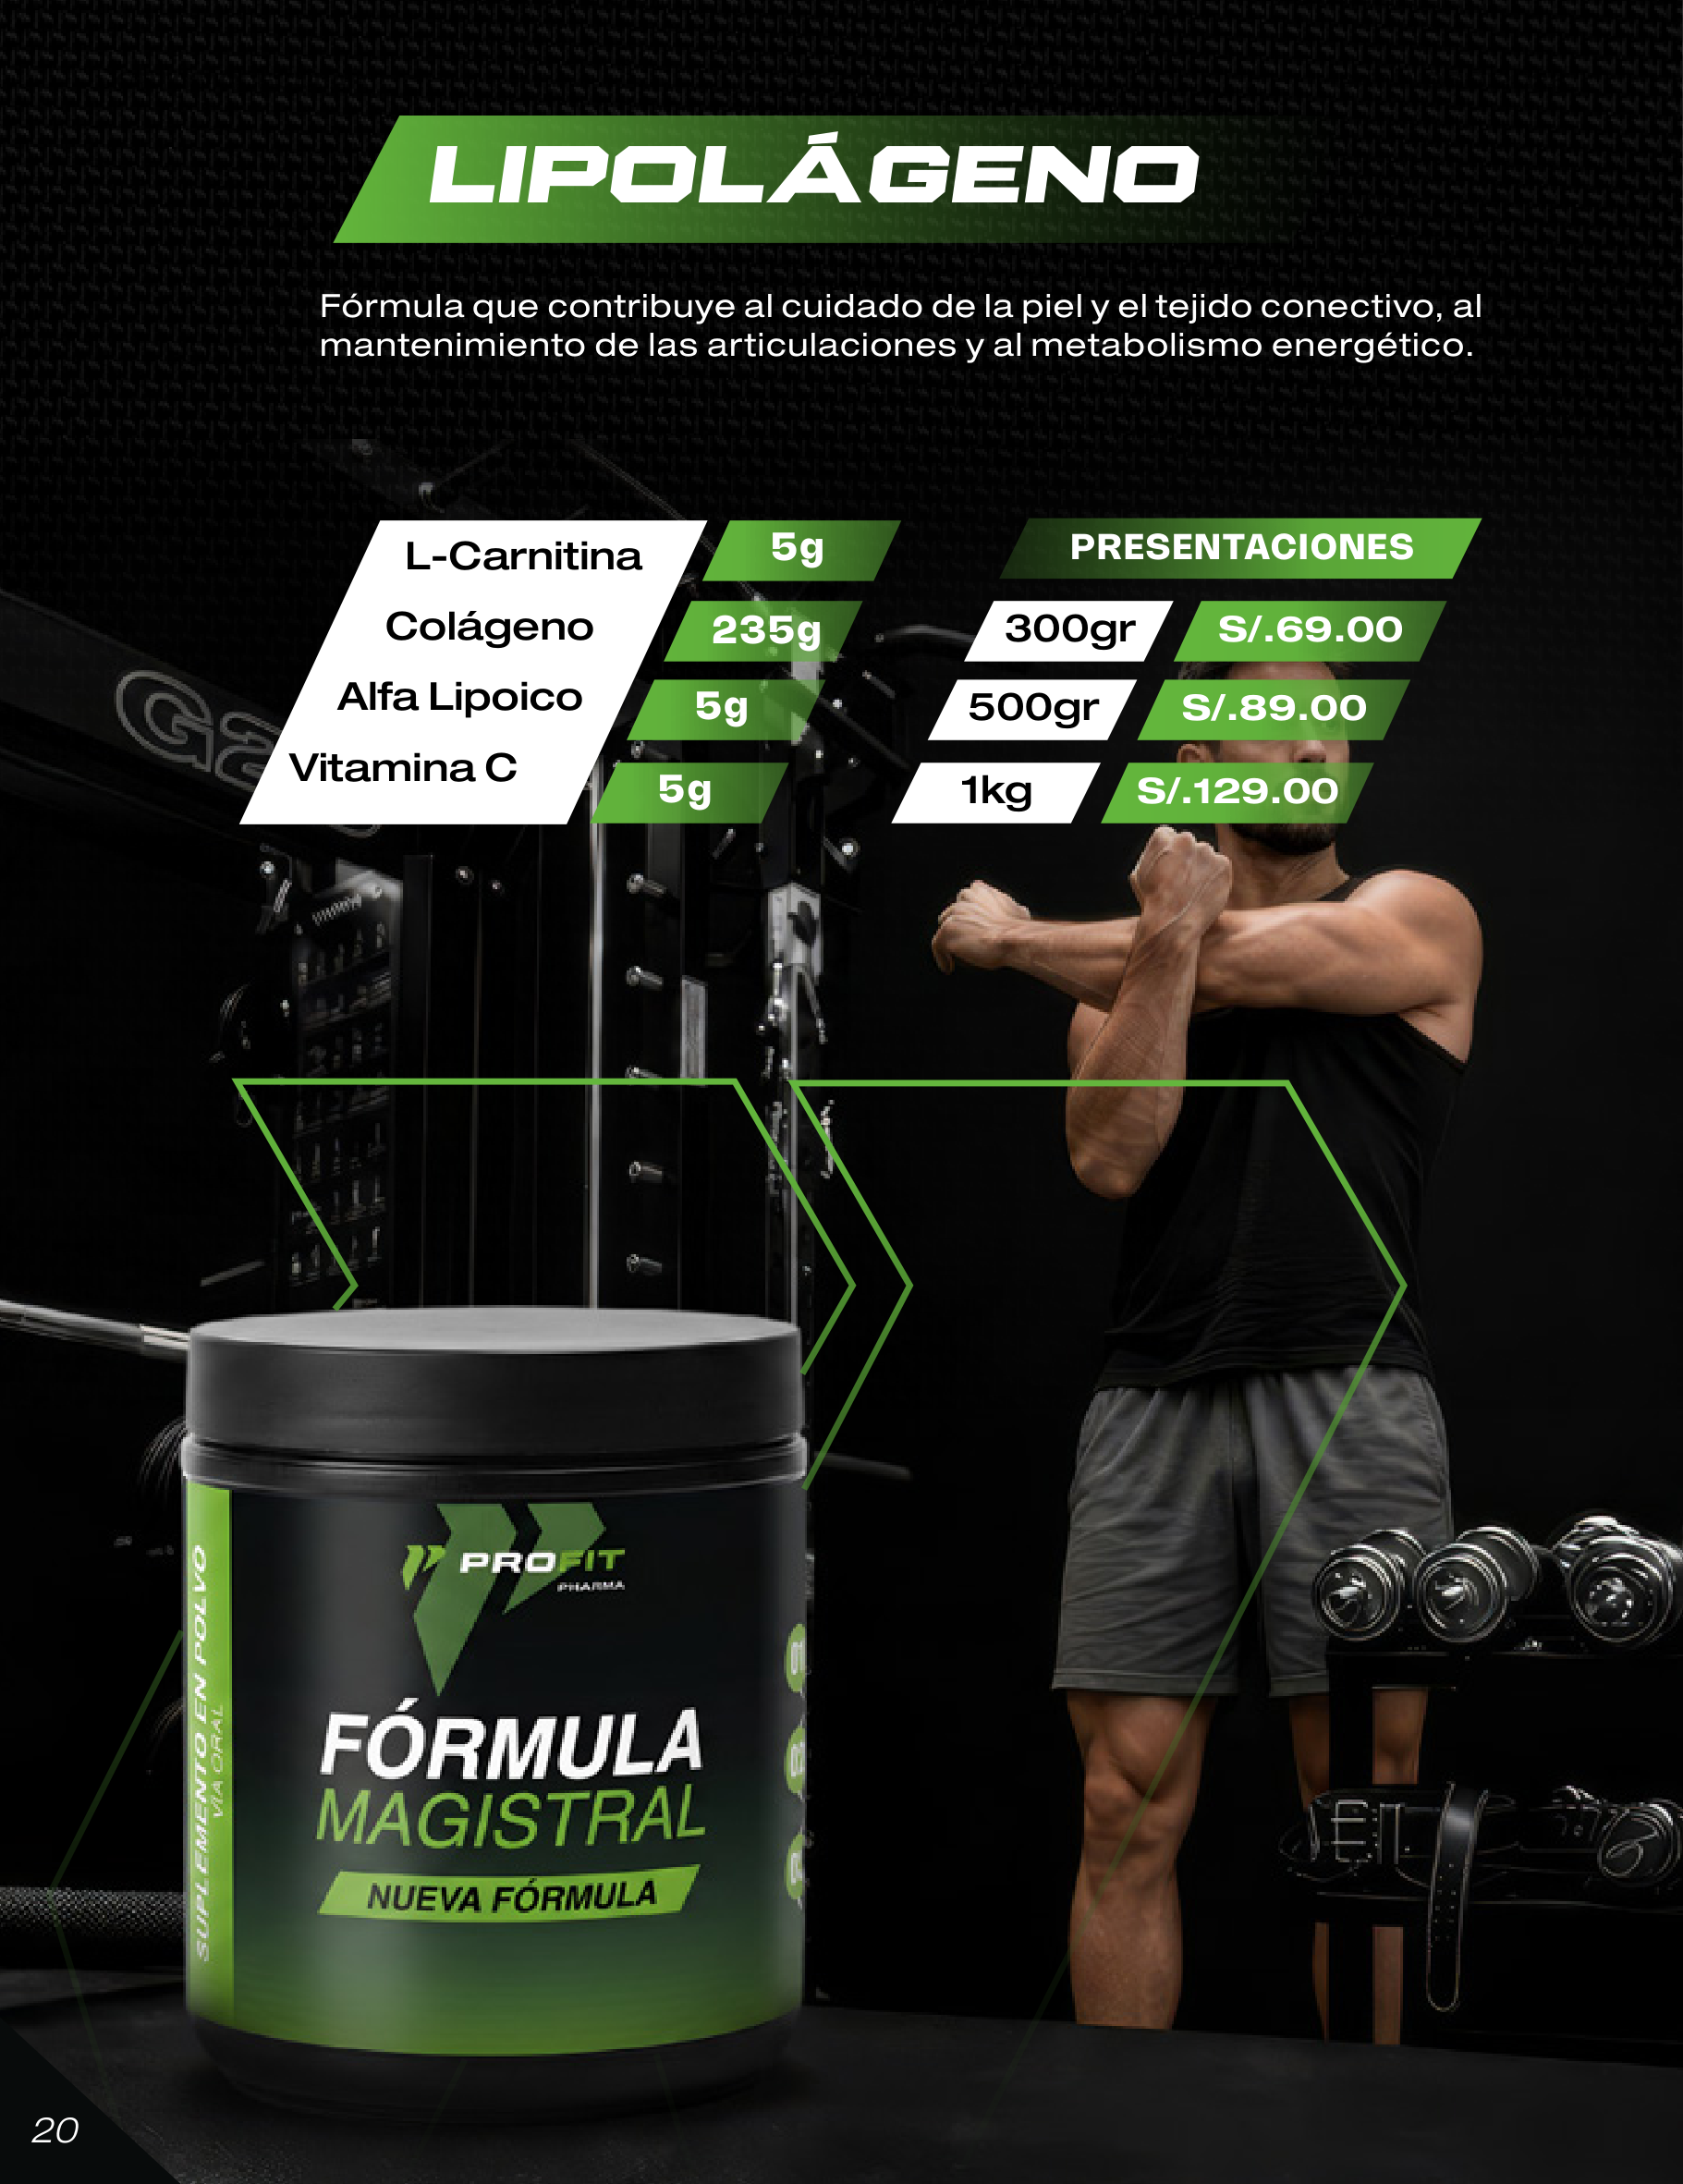 LIPOLÁGENO
Fórmula que contribuye al cuidado de la piel y el tejido conectivo, al
mantenimiento de las articulaciones y al metabolismo energético.
L-Carnitina 5g
Colágeno 235g
Alfa Lipoico 5g
Vitamina C 5g
PRESENTACIONES
300gr S/.69.00
500gr S/.89.00
1kg S/.129.00
PROFIT
PHARMA
FÓRMULA
MAGISTRAL
NUEVA FÓRMULA
SUPLEMENTO EN POLVO
VÍA ORAL
20